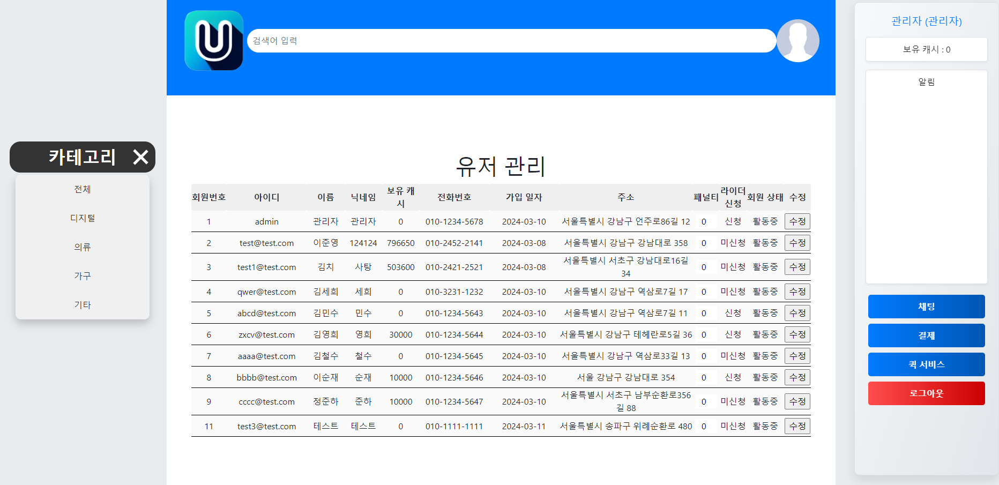 U
검색어 입력
관리자 (관리자)
보유 캐시 : 0
알림
카테고리
전체
디지털
의류
가구
기타
유저 관리
회원번호 아이디 이름 닉네임 보유 캐시 전화번호 가입 일자 주소 패널티 라이더 신청 회원 상태 수정
1 admin 관리자 관리자 0 010-1234-5678 2024-03-10 서울특별시 강남구 언주로86길 12 0 신청 활동중 수정
2 test@test.com 이준영 124124 796650 010-2452-2141 2024-03-08 서울특별시 강남구 강남대로 358 0 미신청 활동중 수정
3 test1@test.com 김치 사탕 503600 010-2421-2521 2024-03-08 서울특별시 서초구 강남대로16길 34 0 미신청 활동중 수정
4 qwer@test.com 김세희 세희 0 010-3231-1232 2024-03-10 서울특별시 강남구 역삼로7길 17 0 미신청 활동중 수정
5 abcd@test.com 김민수 민수 0 010-1234-5643 2024-03-10 서울특별시 강남구 역삼로7길 11 0 신청 활동중 수정
6 zxcv@test.com 김영희 영희 30000 010-1234-5644 2024-03-10 서울특별시 강남구 테헤란로5길 36 0 신청 활동중 수정
7 aaaa@test.com 김철수 철수 0 010-1234-5645 2024-03-10 서울특별시 강남구 역삼로33길 13 0 미신청 활동중 수정
8 bbbb@test.com 이순재 순재 10000 010-1234-5646 2024-03-10 서울 강남구 강남대로 354 0 신청 활동중 수정
9 cccc@test.com 정준하 준하 10000 010-1234-5647 2024-03-10 서울특별시 서초구 남부순환로356길 88 0 미신청 활동중 수정
11 test3@test.com 테스트 테스트 0 010-1111-1111 2024-03-11 서울특별시 송파구 위례순환로 480 0 미신청 활동중 수정
채팅
결제
퀵 서비스
로그아웃